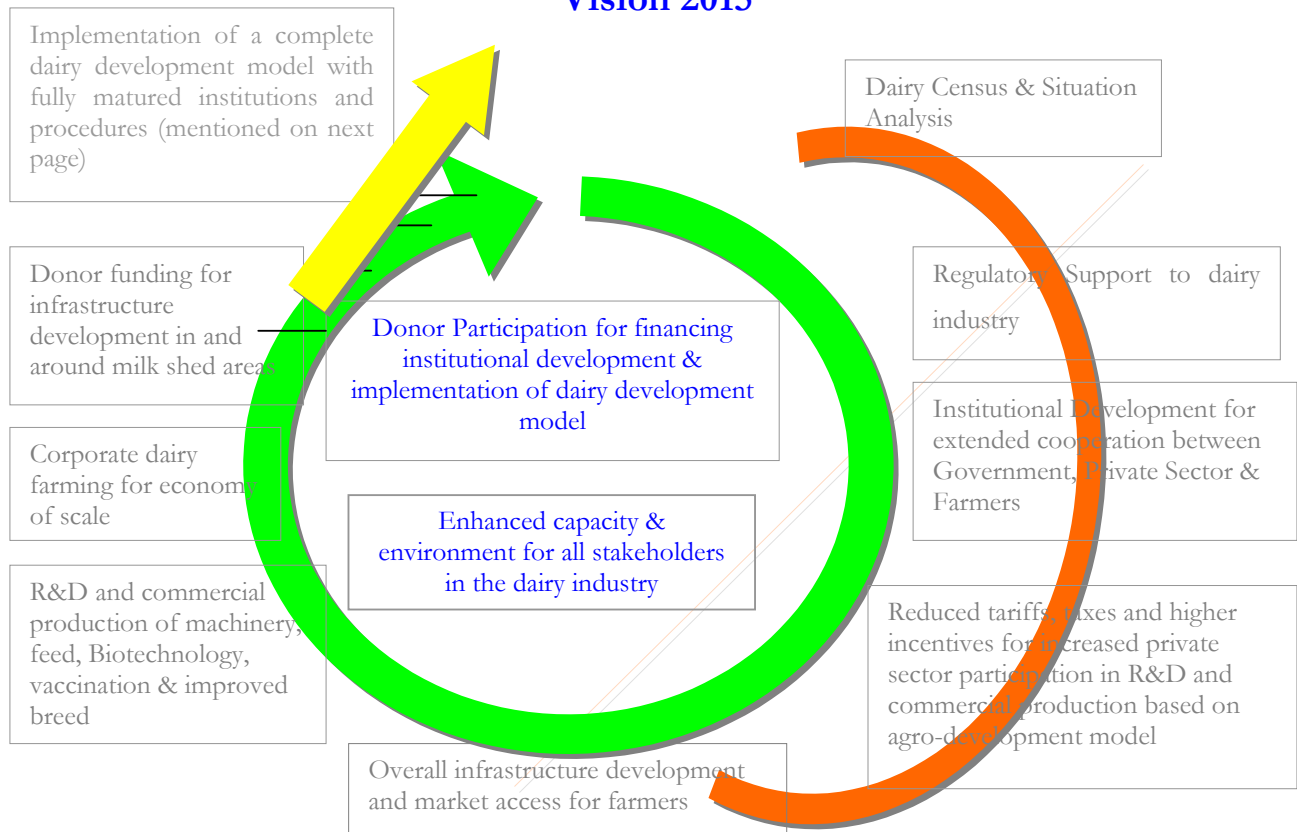 Vision 2015
Implementation of a complete
dairy development model with
fully matured institutions and
procedures (mentioned on next
page)
Dairy Census & Situation
Analysis
Donor funding for
infrastructure
development in and
around milk shed areas
Regulatory Support to dairy
industry
Donor Participation for financing
institutional development &
implementation of dairy development
model
Institutional Development for
extended cooperation between
Government, Private Sector &
Farmers
Corporate dairy
farming for economy
of scale
Enhanced capacity &
environment for all stakeholders
in the dairy industry
R&D and commercial
production of machinery,
feed, Biotechnology,
vaccination & improved
breed
Reduced tariffs, taxes and higher
incentives for increased private
sector participation in R&D and
commercial production based on
agro-development model
Overall infrastructure development
and market access for farmers